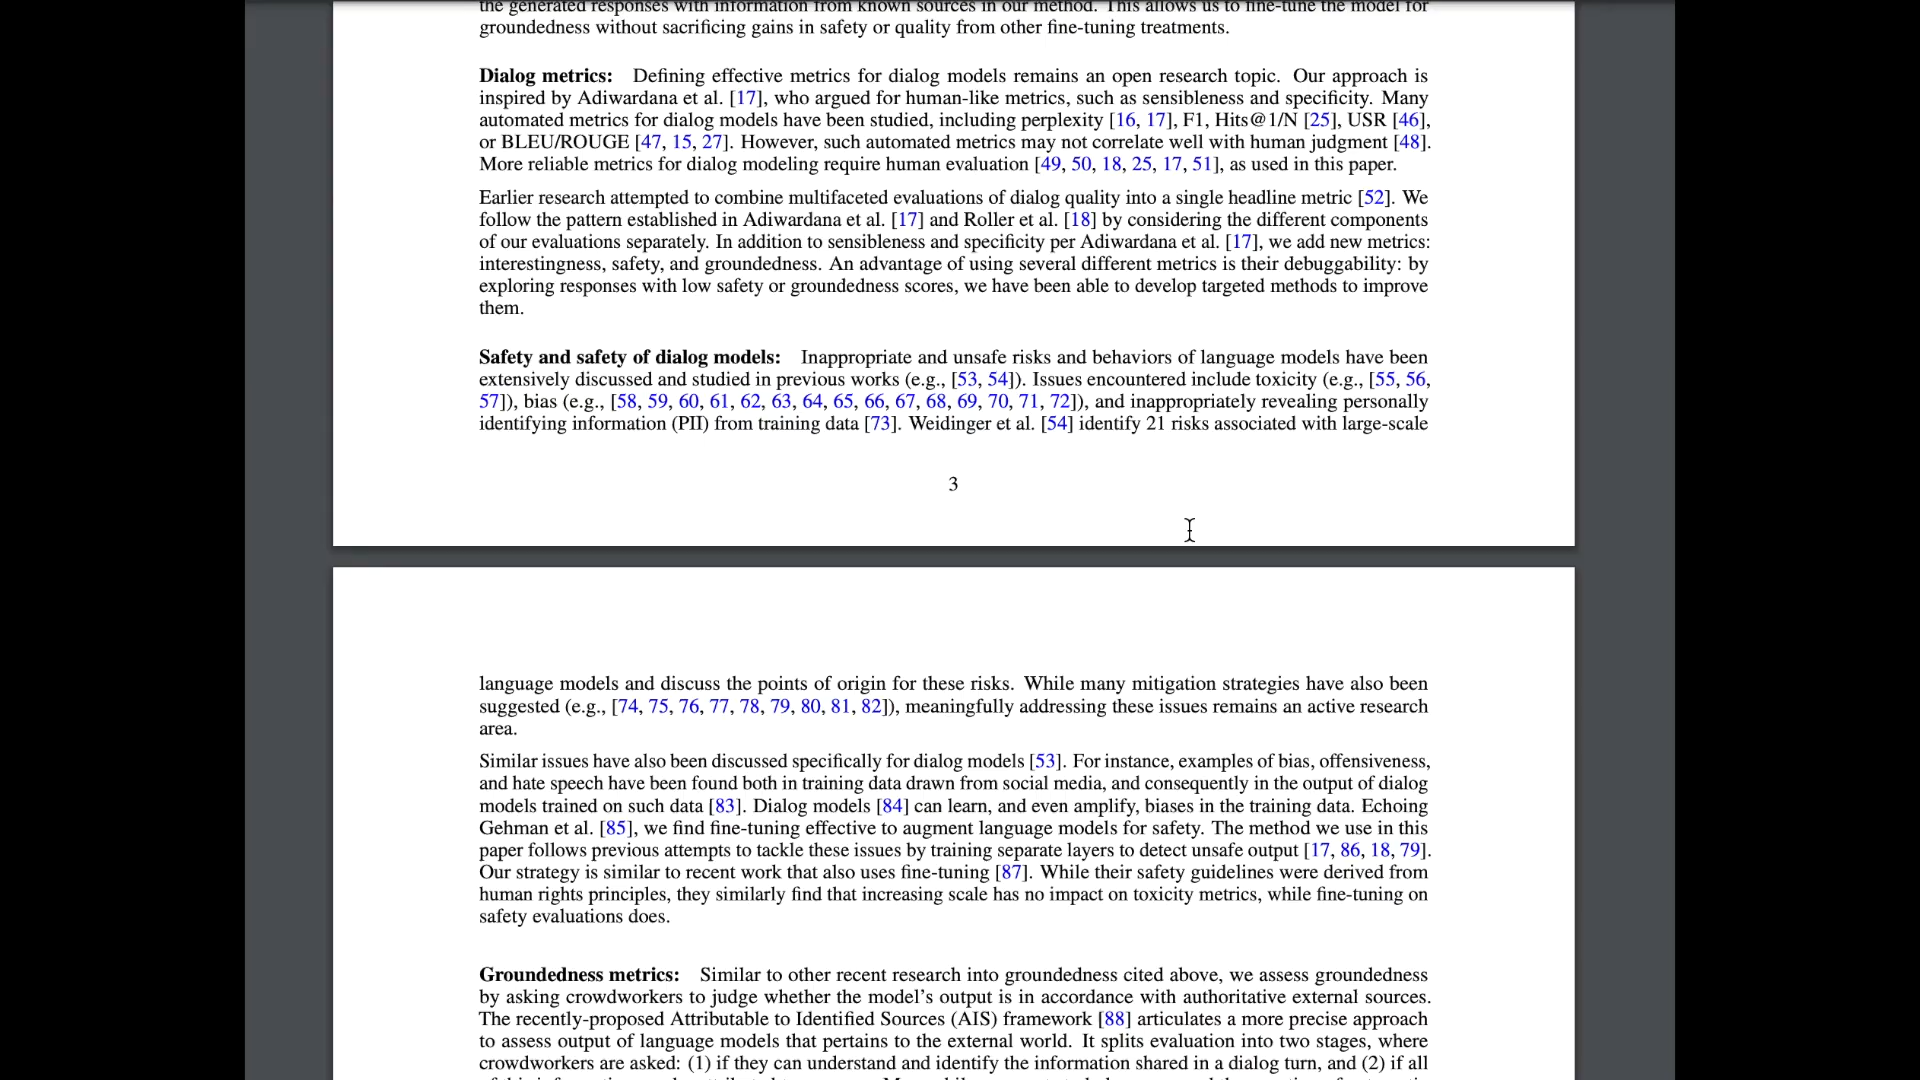 the generated responses with information from known sources in our method. This allows us to fine-tune the model for
groundedness without sacrificing gains in safety or quality from other fine-tuning treatments.
Dialog metrics: Defining effective metrics for dialog models remains an open research topic. Our approach is
inspired by Adiwardana et al. [17], who argued for human-like metrics, such as sensibleness and specificity. Many
automated metrics for dialog models have been studied, including perplexity [16, 17], F1, Hits@1/N [25], USR [46],
or BLEU/ROUGE [47, 15, 27]. However, such automated metrics may not correlate well with human judgment [48].
More reliable metrics for dialog modeling require human evaluation [49, 50, 18, 25, 17, 51], as used in this paper.
Earlier research attempted to combine multifaceted evaluations of dialog quality into a single headline metric [52]. We
follow the pattern established in Adiwardana et al. [17] and Roller et al. [18] by considering the different components
of our evaluations separately. In addition to sensibleness and specificity per Adiwardana et al. [17], we add new metrics:
interestingness, safety, and groundedness. An advantage of using several different metrics is their debuggability: by
exploring responses with low safety or groundedness scores, we have been able to develop targeted methods to improve
them.
Safety and safety of dialog models: Inappropriate and unsafe risks and behaviors of language models have been
extensively discussed and studied in previous works (e.g., [53, 54]). Issues encountered include toxicity (e.g., [55, 56,
57]), bias (e.g., [58, 59, 60, 61, 62, 63, 64, 65, 66, 67, 68, 69, 70, 71, 72]), and inappropriately revealing personally
identifying information (PII) from training data [73]. Weidinger et al. [54] identify 21 risks associated with large-scale
3
language models and discuss the points of origin for these risks. While many mitigation strategies have also been
suggested (e.g., [74, 75, 76, 77, 78, 79, 80, 81, 82]), meaningfully addressing these issues remains an active research
area.
Similar issues have also been discussed specifically for dialog models [53]. For instance, examples of bias, offensiveness,
and hate speech have been found both in training data drawn from social media, and consequently in the output of dialog
models trained on such data [83]. Dialog models [84] can learn, and even amplify, biases in the training data. Echoing
Gehman et al. [85], we find fine-tuning effective to augment language models for safety. The method we use in this
paper follows previous attempts to tackle these issues by training separate layers to detect unsafe output [17, 86, 18, 79].
Our strategy is similar to recent work that also uses fine-tuning [87]. While their safety guidelines were derived from
human rights principles, they similarly find that increasing scale has no impact on toxicity metrics, while fine-tuning on
safety evaluations does.
Groundedness metrics: Similar to other recent research into groundedness cited above, we assess groundedness
by asking crowdworkers to judge whether the model's output is in accordance with authoritative external sources.
The recently-proposed Attributable to Identified Sources (AIS) framework [88] articulates a more precise approach
to assess output of language models that pertains to the external world. It splits evaluation into two stages, where
crowdworkers are asked: (1) if they can understand and identify the information shared in a dialog turn, and (2) if all